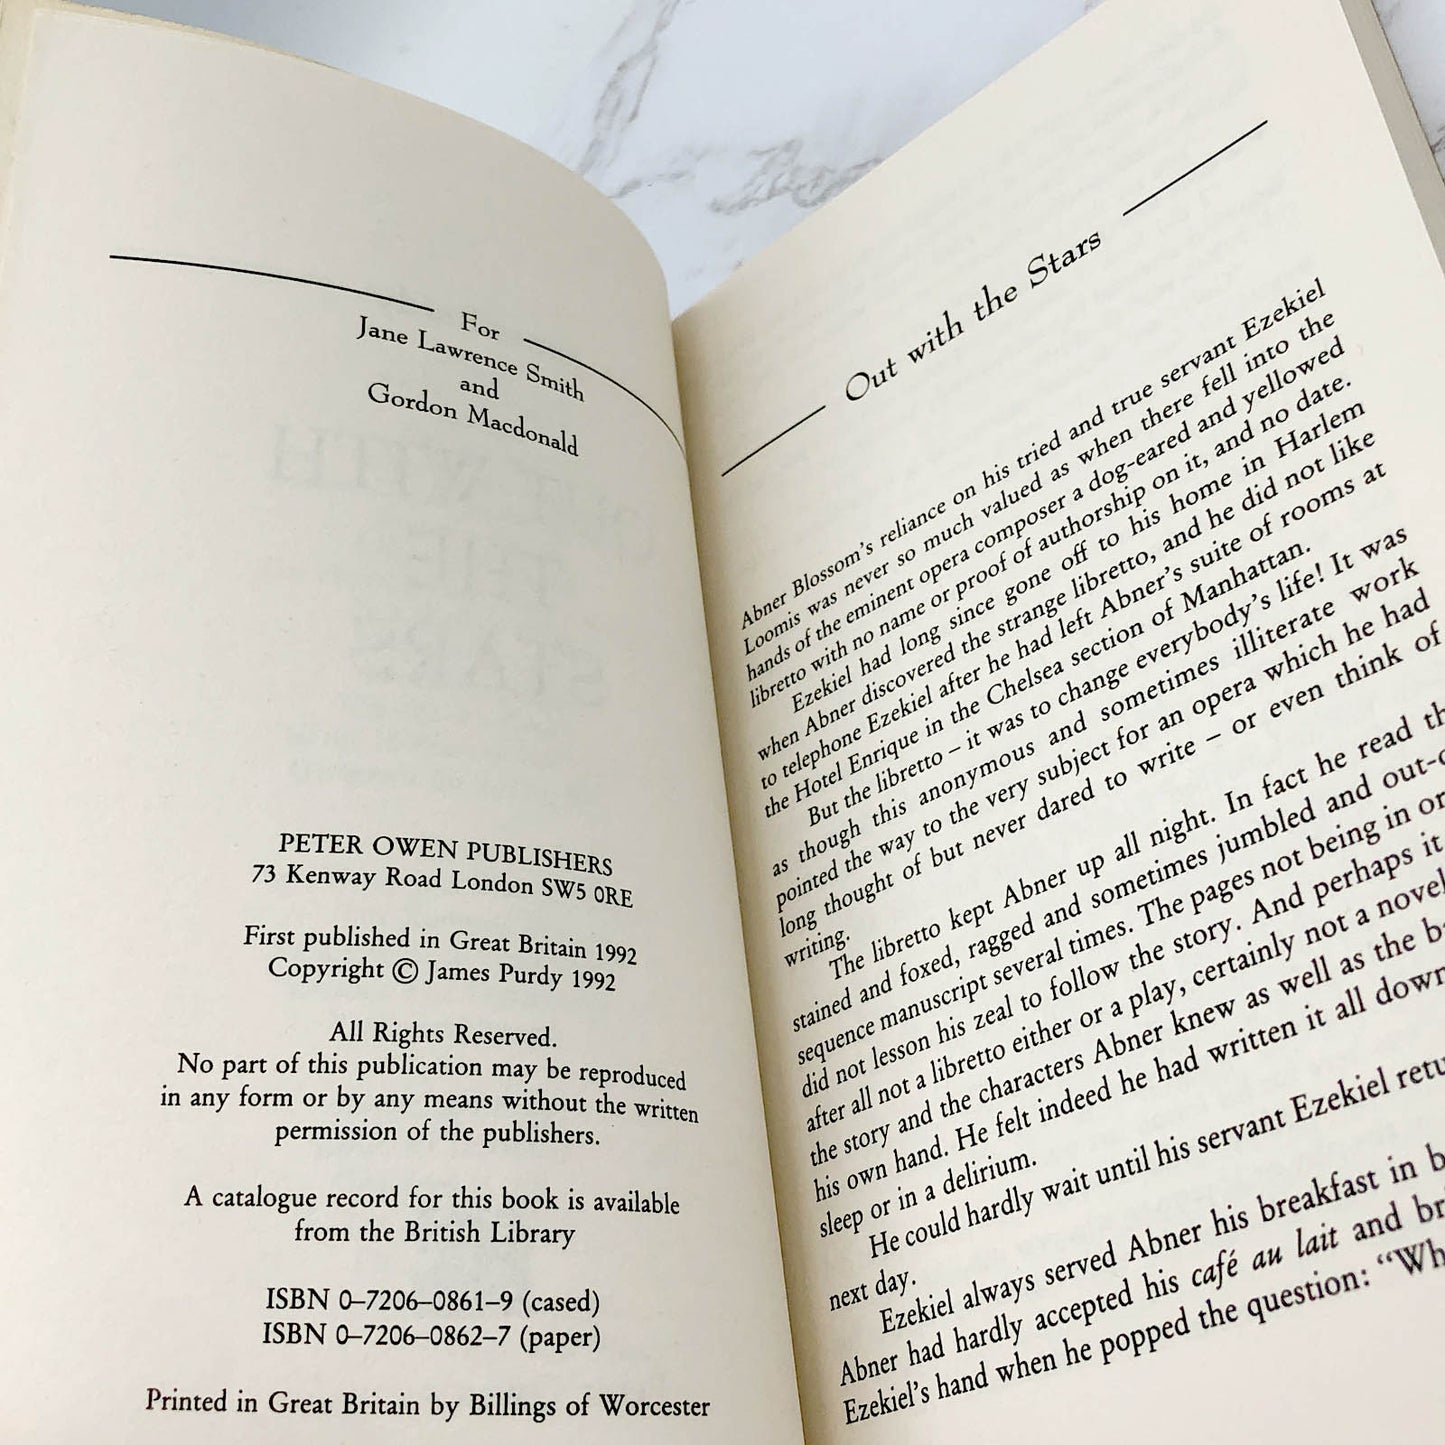 For
Jane Lawrence Smith
and
Gordon Macdonald
PETER OWEN PUBLISHERS
73 Kenway Road London SW5 0RE
First published in Great Britain 1992
Copyright © James Purdy 1992
All Rights Reserved.
No part of this publication may be reproduced
in any form or by any means without the written
permission of the publishers.
A catalogue record for this book is available
from the British Library
ISBN 0–7206–0861–9 (cased)
ISBN 0–7206–0862–7 (paper)
Printed in Great Britain by Billings of Worcester
Out with the Stars
Abner Blossom's reliance on his tried and true servant Ezekiel
Loomis was never so much valued as when there fell into the
hands of the eminent opera composer a dog-eared and yellowed
libretto with no name or proof of authorship on it, and no date.
Ezekiel had long since gone off to his home in Harlem
when Abner discovered the strange libretto, and he did not like
to telephone Ezekiel after he had left Abner's suite of rooms at
the Hotel Enrique in the Chelsea section of Manhattan.
But the libretto – it was to change everybody's life! It was
as though this anonymous and sometimes illiterate work
pointed the way to the very subject for an opera which he had
long thought of but never dared to write – or even think of
writing.
The libretto kept Abner up all night. In fact he read th
stained and foxed, ragged and sometimes jumbled and out-o
sequence manuscript several times. The pages not being in or
did not lesson his zeal to follow the story. And perhaps it
after all not a libretto either or a play, certainly not a novel
the story and the characters Abner knew as well as the b
his own hand. He felt indeed he had written it all down
sleep or in a delirium.
He could hardly wait until his servant Ezekiel retu
next day.
Ezekiel always served Abner his breakfast in b
Abner had hardly accepted his café au lait and br
Ezekiel's hand when he popped the question: “Wh